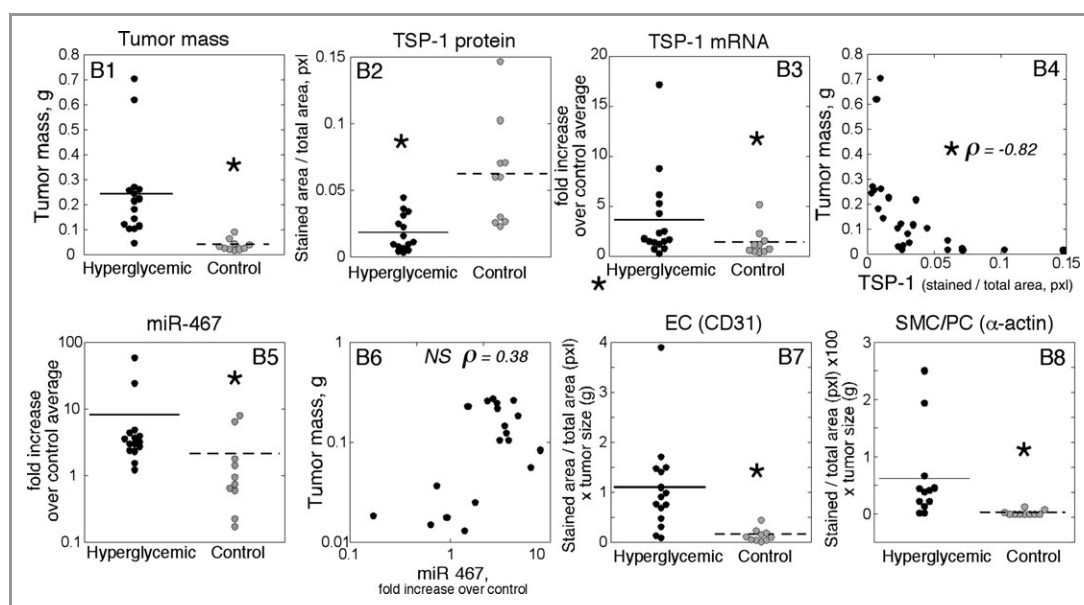 Tumor mass
B1
Tumor mass, g
0.8
0.7
0.6
0.5
0.4
0.3
0.2
0.1
0
*
Hyperglycemic
Control
TSP-1 protein
B2
Stained area / total area, pxl
0.15
0.10
0.05
0
*
Hyperglycemic
Control
TSP-1 mRNA
B3
fold increase
over control average
20
15
10
5
0
*
Hyperglycemic
Control
*
B4
Tumor mass, g
0.8
0.7
0.6
0.5
0.4
0.3
0.2
0.1
0
* ρ = -0.82
0
0.05
0.10
0.15
TSP-1 (stained / total area, pxl)
miR-467
B5
fold increase
over control average
100
10
1
0.1
*
Hyperglycemic
Control
B6
NS ρ = 0.38
Tumor mass, g
1
0.1
0.01
0.1
1
10
miR 467,
fold increase over control
EC (CD31)
B7
Stained area / total area (pxl)
x tumor size (g)
4
3
2
1
0
*
Hyperglycemic
Control
SMC/PC (α-actin)
B8
Stained / total area (pxl) x100
x tumor size (g)
3
2
1
0
*
Hyperglycemic
Control